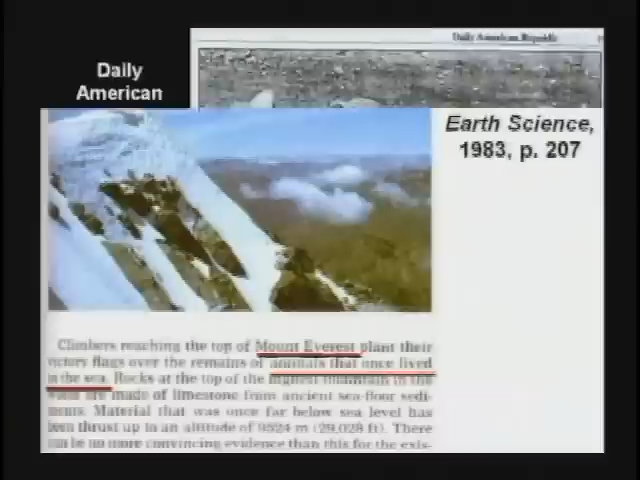 Daily American Republic
Daily
American
Earth Science,
1983, p. 207
Climbers reaching the top of Mount Everest plant their
victory flags over the remains of animals that once lived
in the sea. Rocks at the top of the highest mountain in the
world are made of limestone from ancient sea-floor sedi-
ments. Material that was once far below sea level has
been thrust up to an altitude of (29,028 ft). There
can be no more convincing evidence than this for the exis-